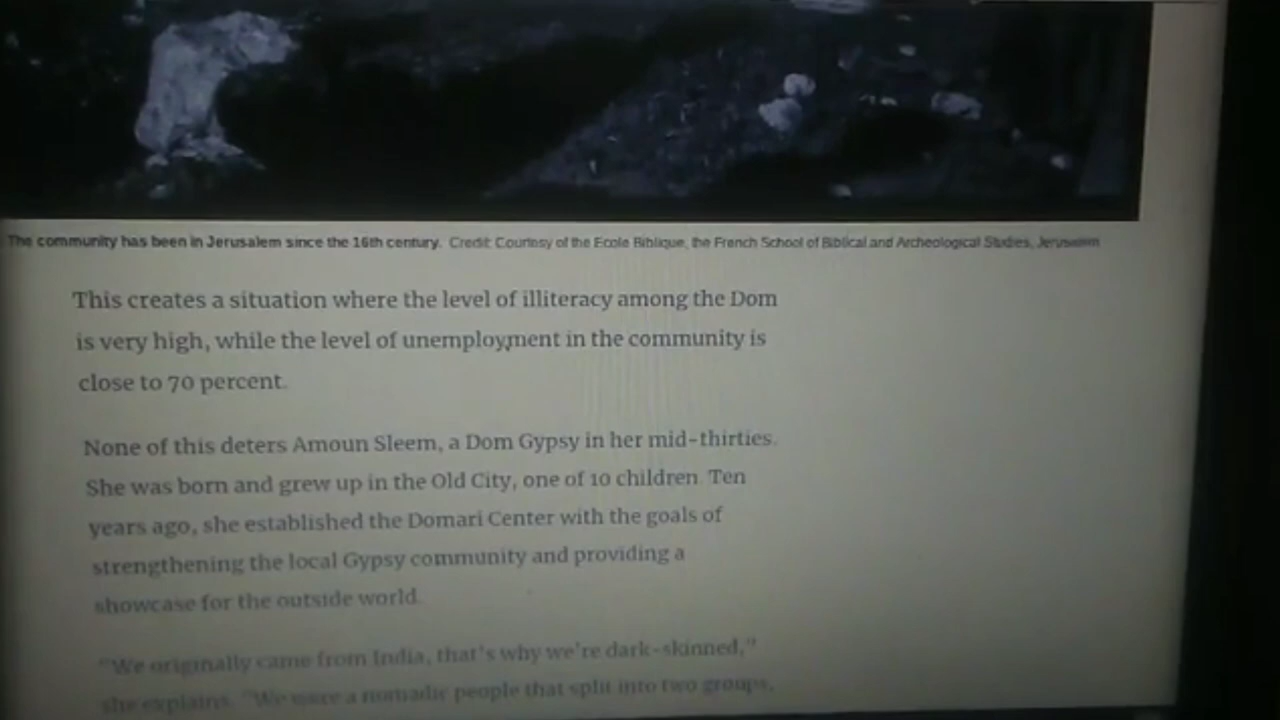 The community has been in Jerusalem since the 16th century. Credit: Courtesy of the Ecole Biblique, the French School of Biblical and Archeological Studies, Jerusalem
This creates a situation where the level of illiteracy among the Dom
is very high, while the level of unemployment in the community is
close to 70 percent.
None of this deters Amoun Sleem, a Dom Gypsy in her mid-thirties.
She was born and grew up in the Old City, one of 10 children. Ten
years ago, she established the Domari Center with the goals of
strengthening the local Gypsy community and providing a
showcase for the outside world.
"We originally came from India, that's why we're dark-skinned,"
she explains. "We were a nomadic people that split into two groups,